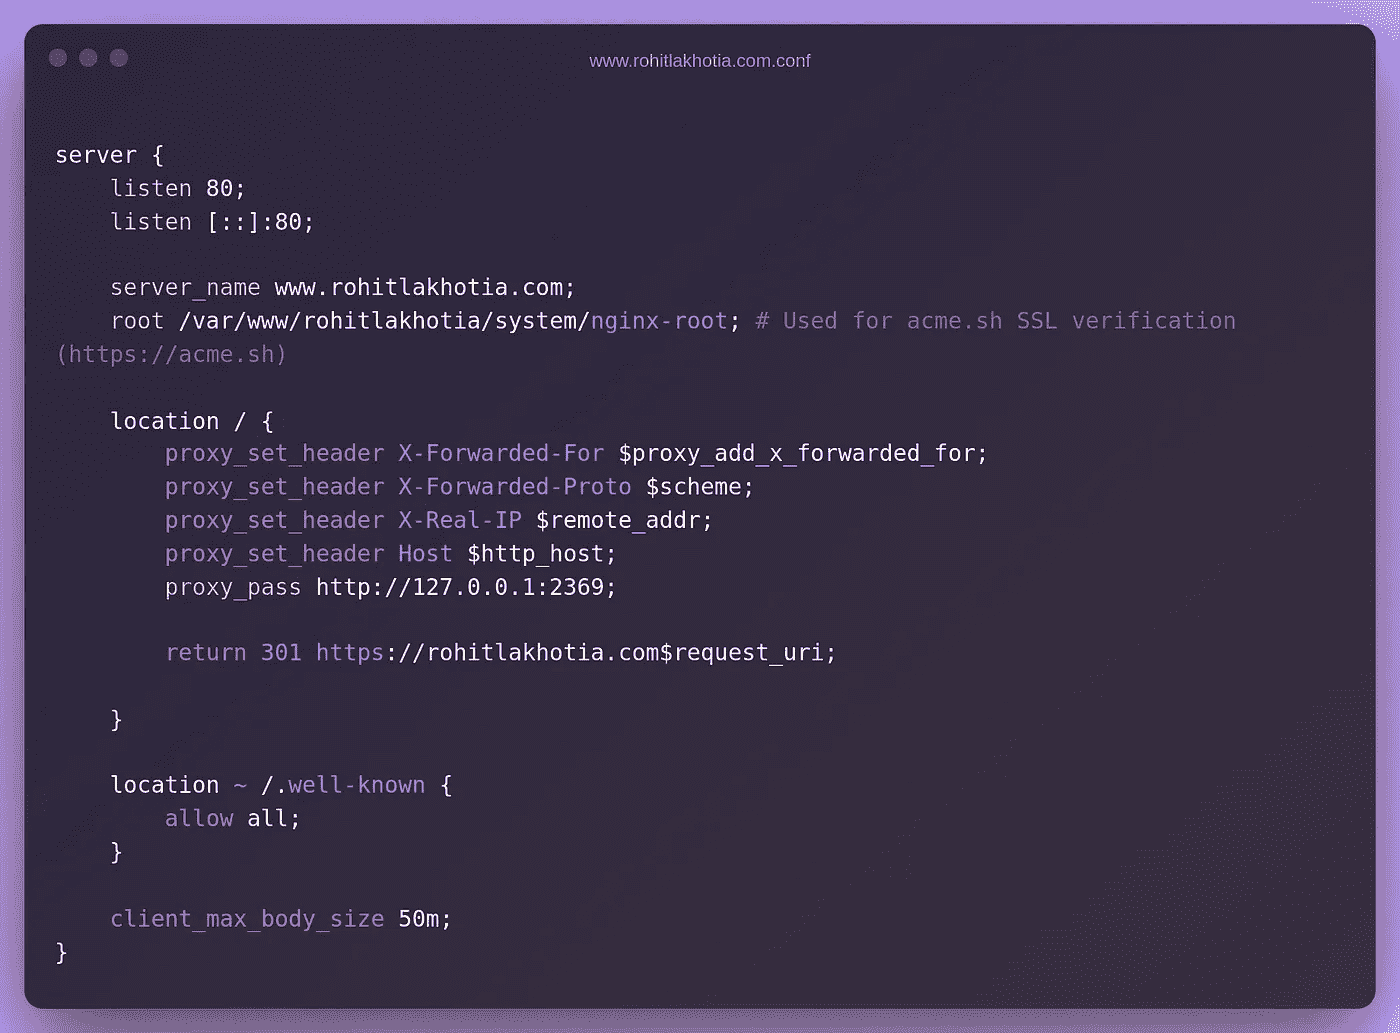 www.rohitlakhotia.com.conf
server {
    listen 80;
    listen [::]:80;

    server_name www.rohitlakhotia.com;
    root /var/www/rohitlakhotia/system/nginx-root; # Used for acme.sh SSL verification
(https://acme.sh)

    location / {
        proxy_set_header X-Forwarded-For $proxy_add_x_forwarded_for;
        proxy_set_header X-Forwarded-Proto $scheme;
        proxy_set_header X-Real-IP $remote_addr;
        proxy_set_header Host $http_host;
        proxy_pass http://127.0.0.1:2369;

        return 301 https://rohitlakhotia.com$request_uri;

    }

    location ~ /.well-known {
        allow all;
    }

    client_max_body_size 50m;
}